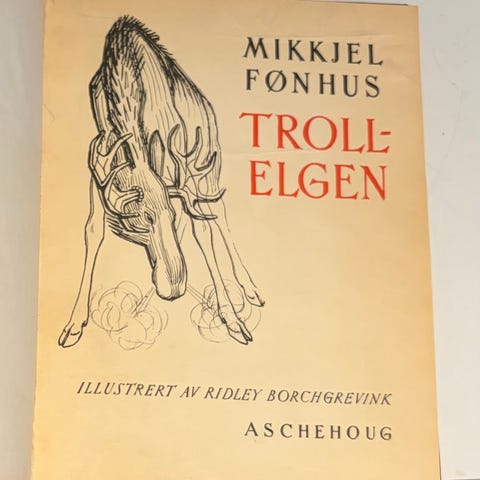 MIKKJEL
FØNHUS
TROLL-
ELGEN
ILLUSTRERT AV RIDLEY BORCHGREVINK
ASCHEHOUG